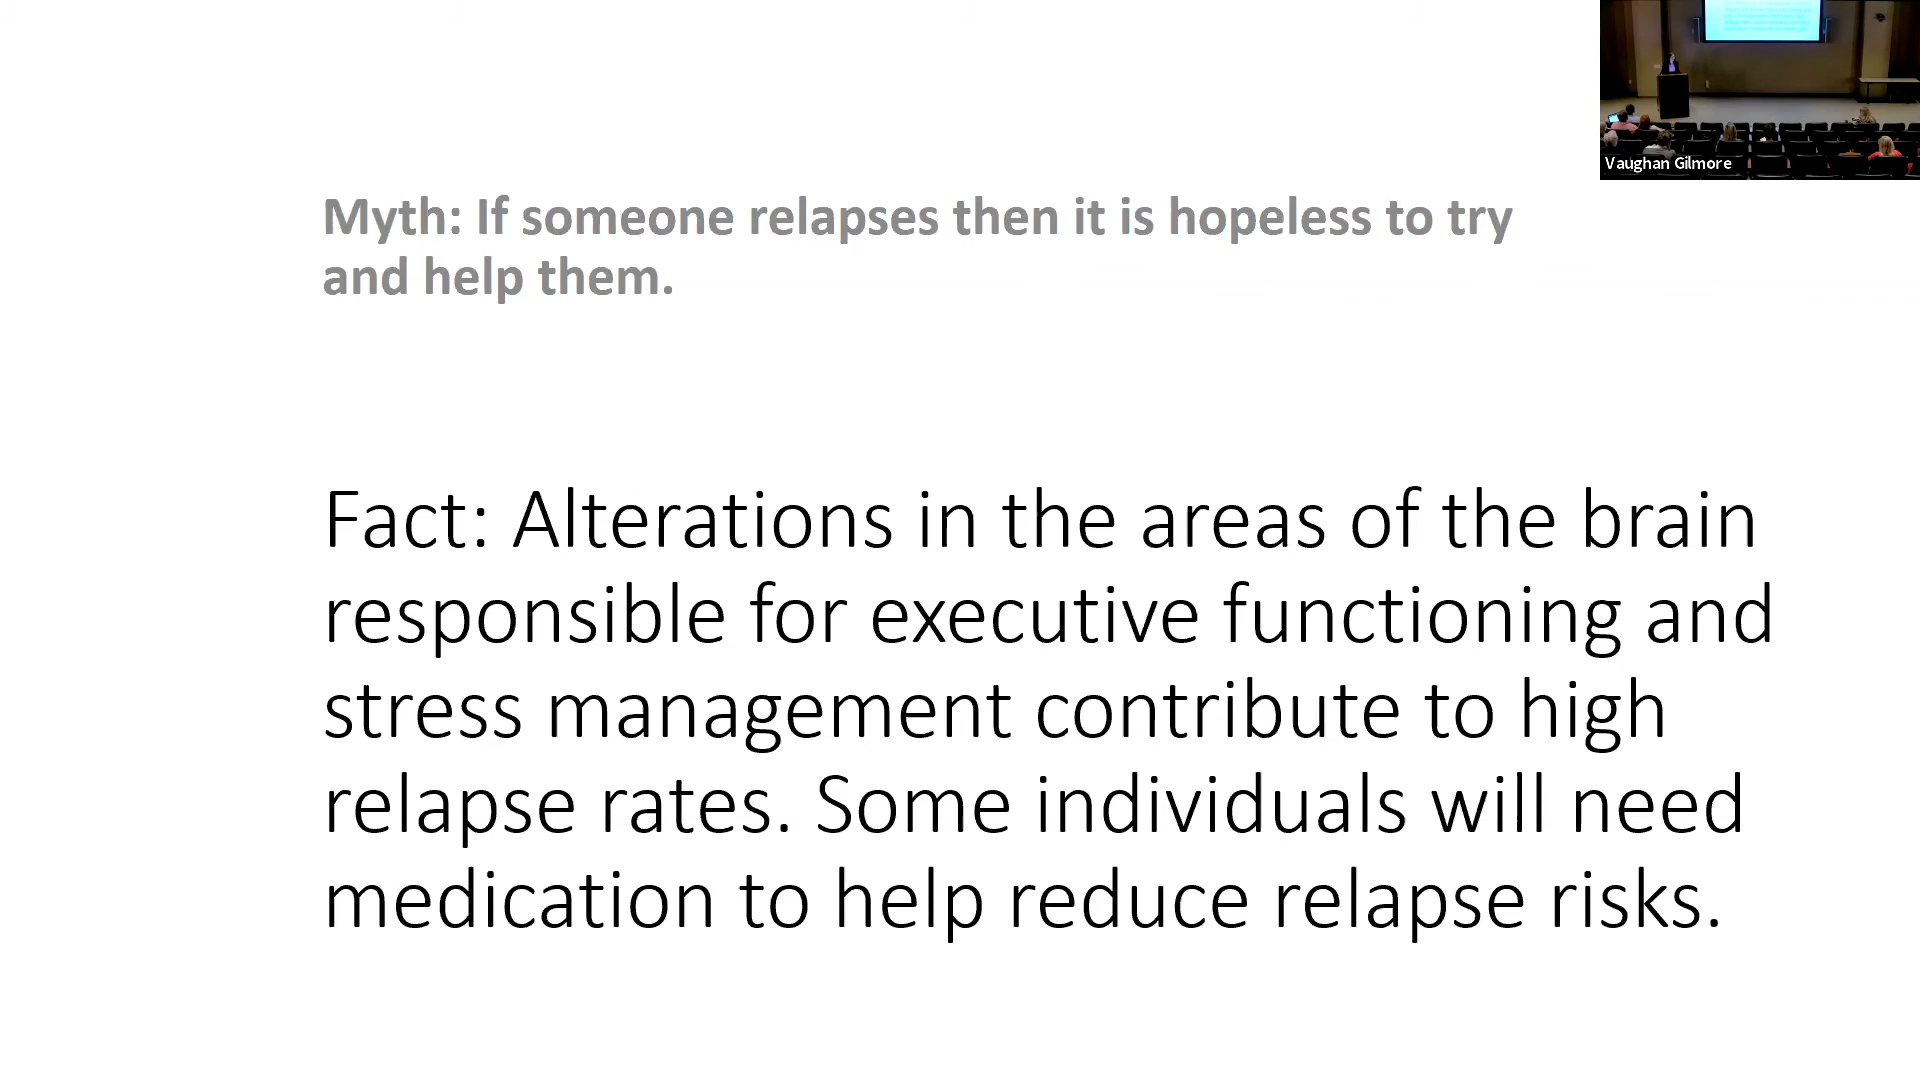 Vaughan Gilmore
Myth: If someone relapses then it is hopeless to try
and help them.
Fact: Alterations in the areas of the brain
responsible for executive functioning and
stress management contribute to high
relapse rates. Some individuals will need
medication to help reduce relapse risks.